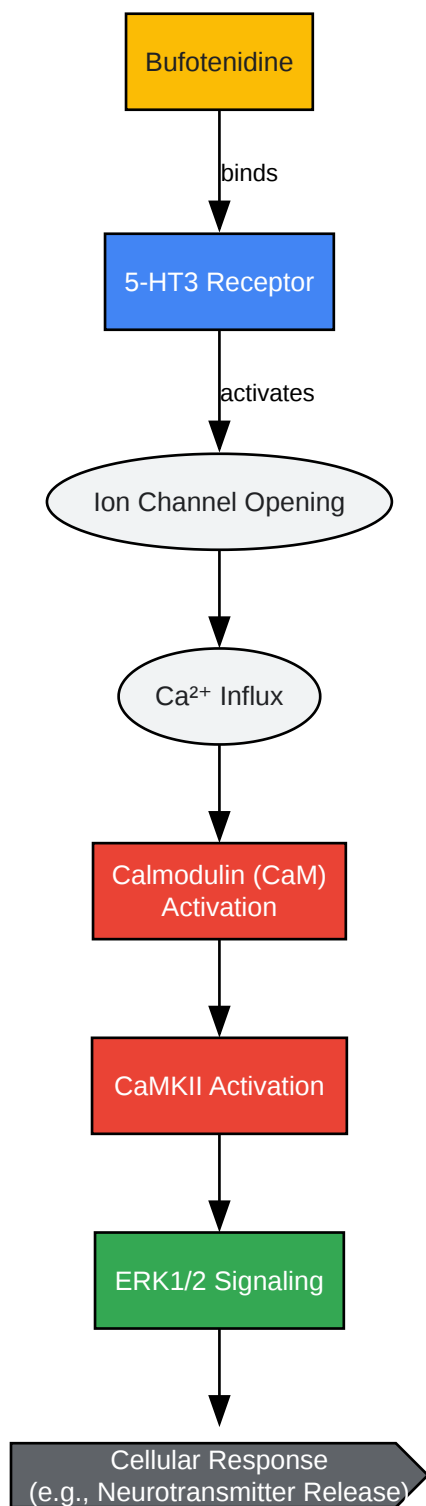 Bufotenidine
binds
5-HT3 Receptor
activates
Ion Channel Opening
Ca²⁺ Influx
Calmodulin (CaM)
Activation
CaMKII Activation
ERK1/2 Signaling
Cellular Response
(e.g., Neurotransmitter Release)